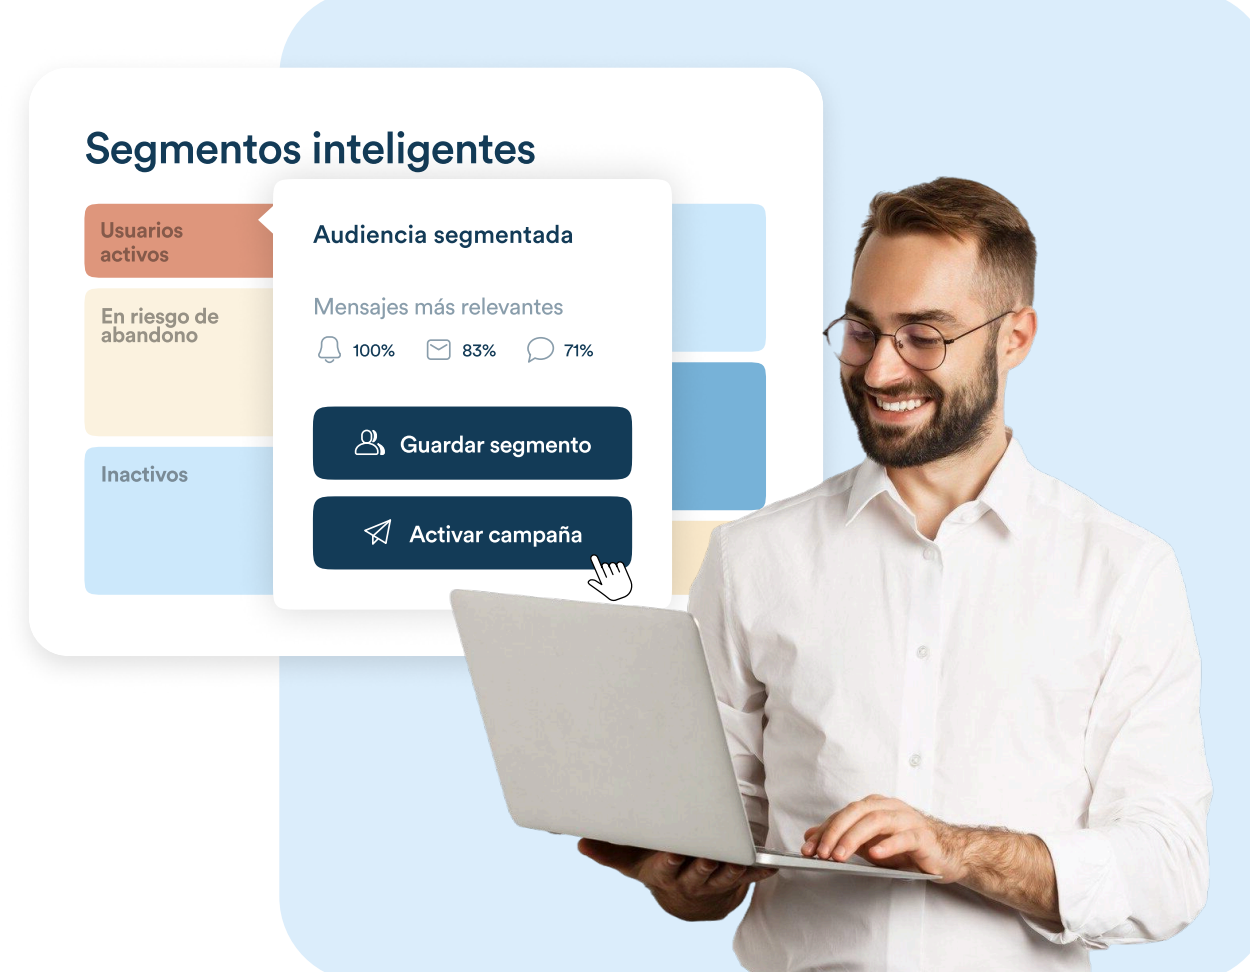 Segmentos inteligentes
Usuarios
activos
En riesgo de
abandono
Inactivos
Audiencia segmentada
Mensajes más relevantes
100% 83% 71%
Guardar segmento
Activar campaña